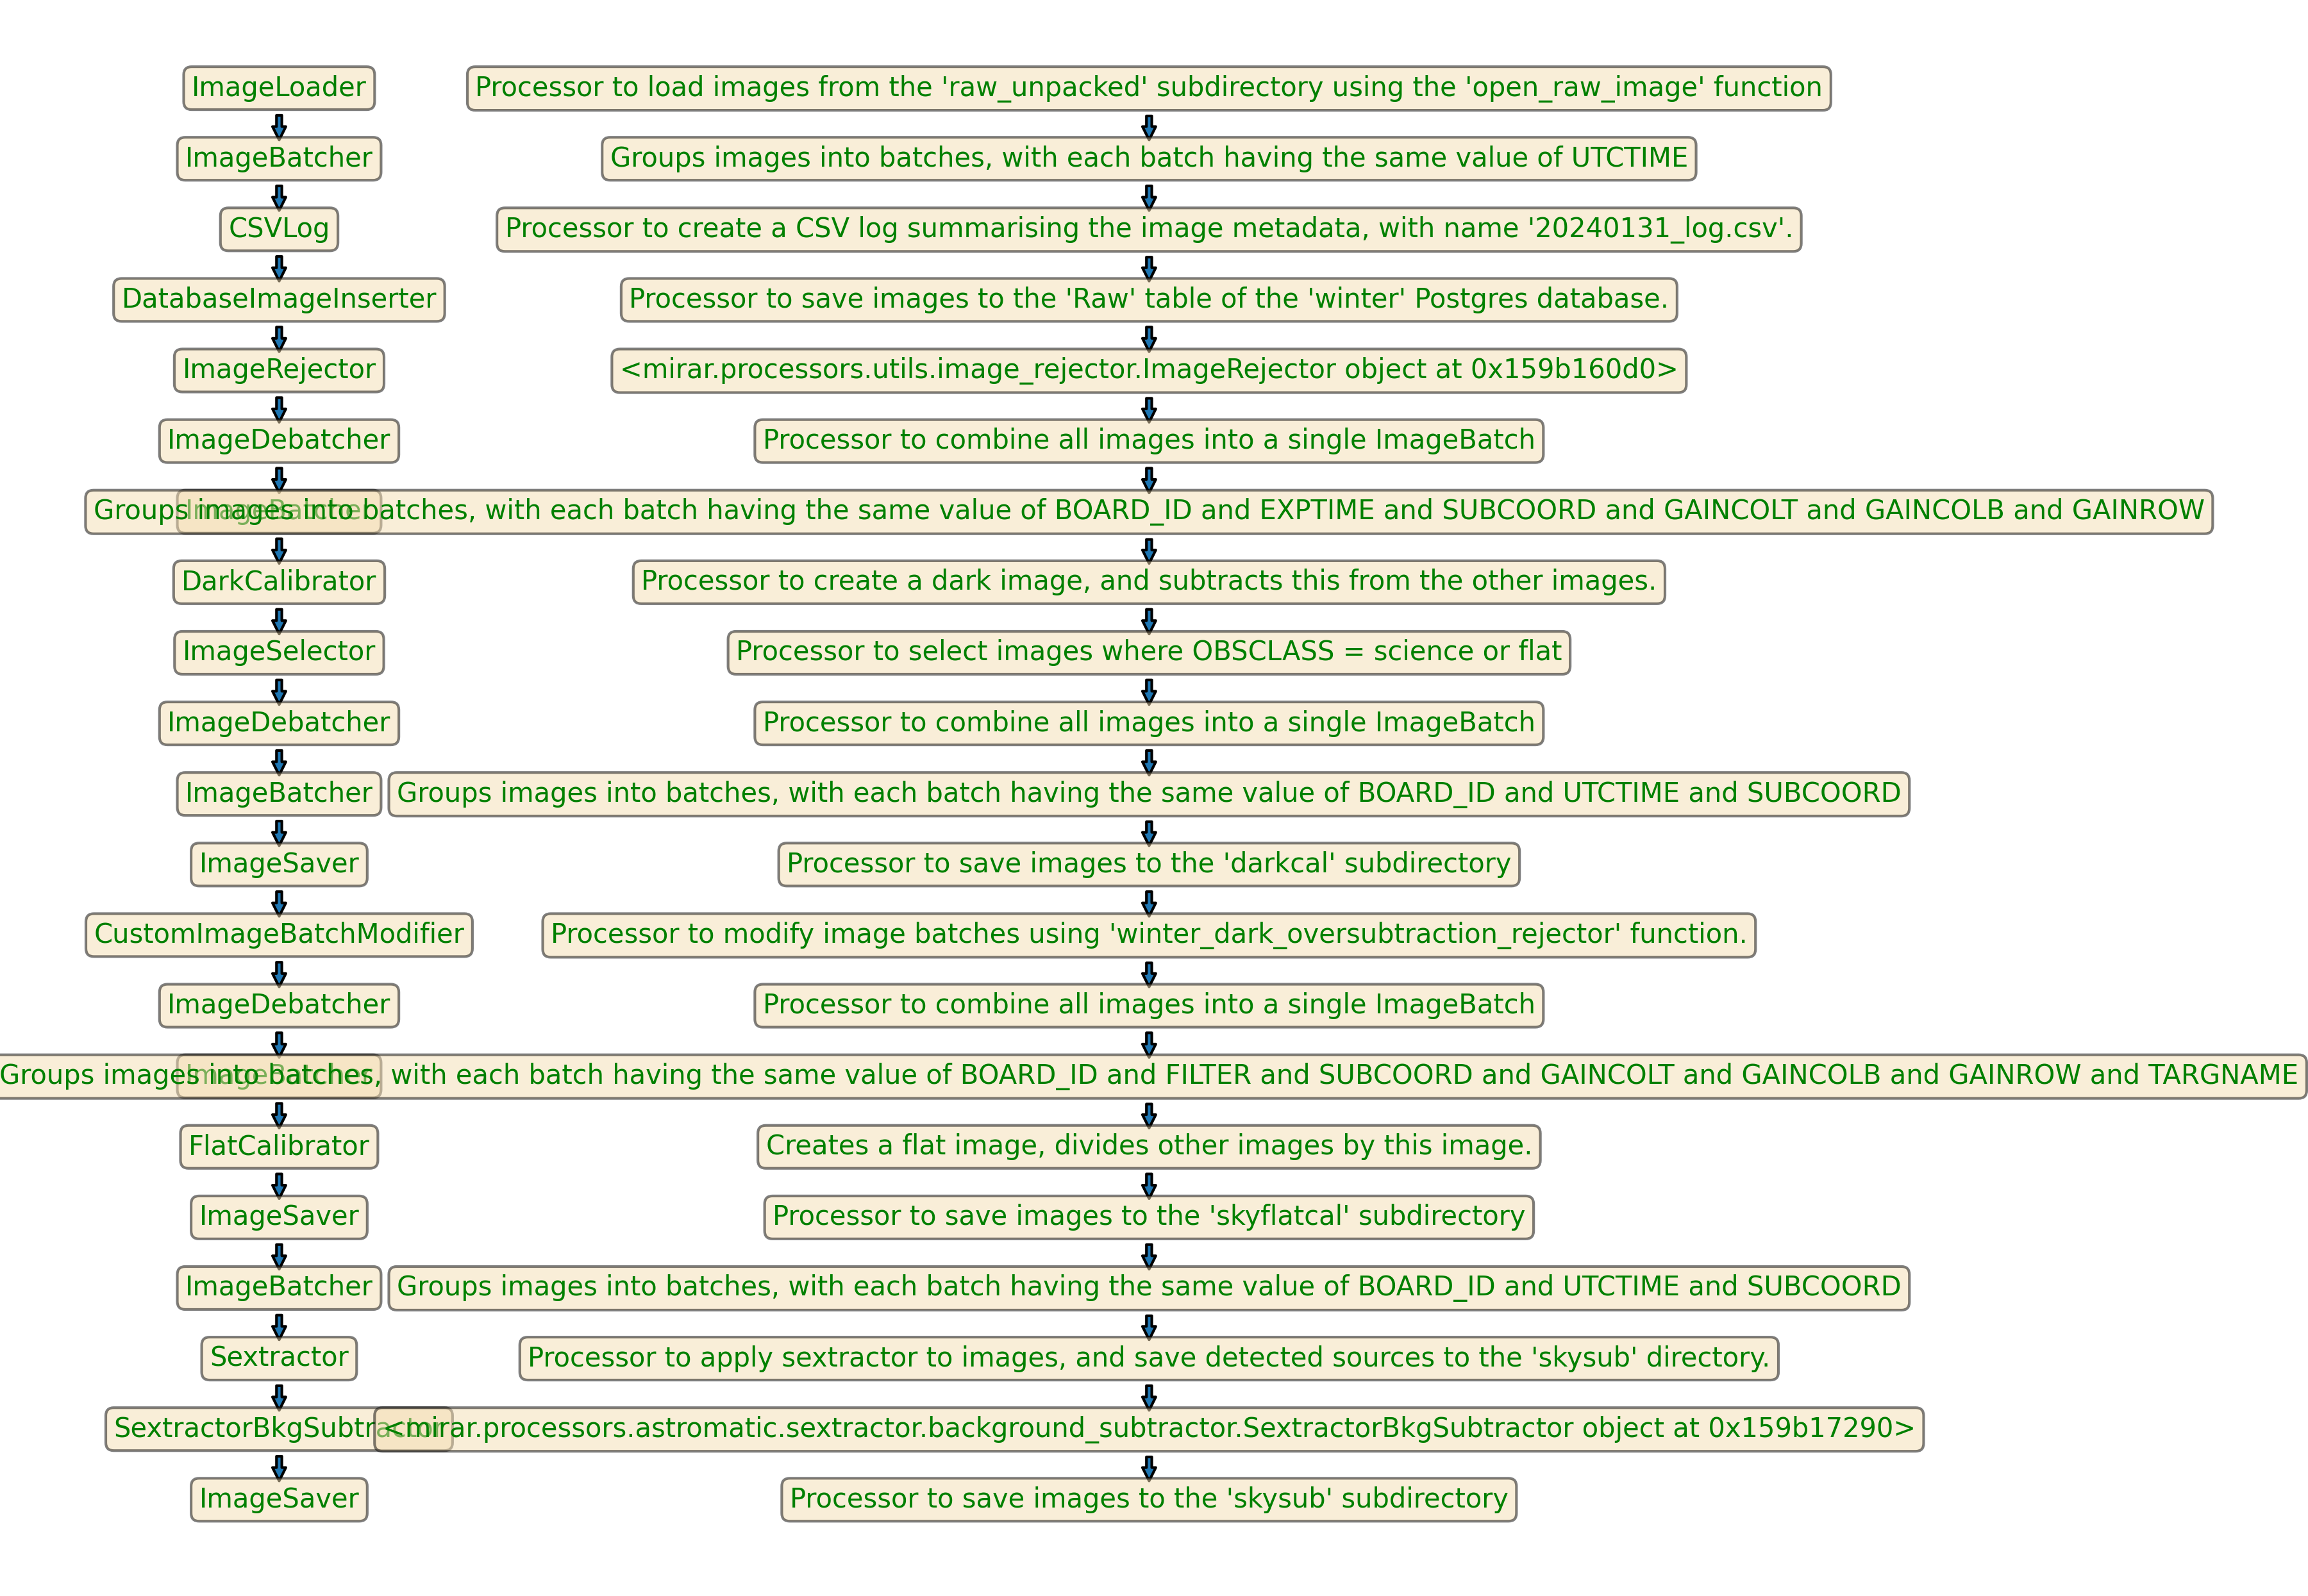 ImageLoader
Processor to load images from the 'raw_unpacked' subdirectory using the 'open_raw_image' function
ImageBatcher
Groups images into batches, with each batch having the same value of UTCTIME
CSVLog
Processor to create a CSV log summarising the image metadata, with name '20240131_log.csv'.
DatabaseImageInserter
Processor to save images to the 'Raw' table of the 'winter' Postgres database.
ImageRejector
<mirar.processors.utils.image_rejector.ImageRejector object at 0x159b160d0>
ImageDebatcher
Processor to combine all images into a single ImageBatch
ImageBatcher
Groups images into batches, with each batch having the same value of BOARD_ID and EXPTIME and SUBCOORD and GAINCOLT and GAINCOLB and GAINROW
DarkCalibrator
Processor to create a dark image, and subtracts this from the other images.
ImageSelector
Processor to select images where OBSCLASS = science or flat
ImageDebatcher
Processor to combine all images into a single ImageBatch
ImageBatcher
Groups images into batches, with each batch having the same value of BOARD_ID and UTCTIME and SUBCOORD
ImageSaver
Processor to save images to the 'darkcal' subdirectory
CustomImageBatchModifier
Processor to modify image batches using 'winter_dark_oversubtraction_rejector' function.
ImageDebatcher
Processor to combine all images into a single ImageBatch
ImageBatcher
Groups images into batches, with each batch having the same value of BOARD_ID and FILTER and SUBCOORD and GAINCOLT and GAINCOLB and GAINROW and TARGNAME
FlatCalibrator
Creates a flat image, divides other images by this image.
ImageSaver
Processor to save images to the 'skyflatcal' subdirectory
ImageBatcher
Groups images into batches, with each batch having the same value of BOARD_ID and UTCTIME and SUBCOORD
Sextractor
Processor to apply sextractor to images, and save detected sources to the 'skysub' directory.
SextractorBkgSubtractor
<mirar.processors.astromatic.sextractor.background_subtractor.SextractorBkgSubtractor object at 0x159b17290>
ImageSaver
Processor to save images to the 'skysub' subdirectory